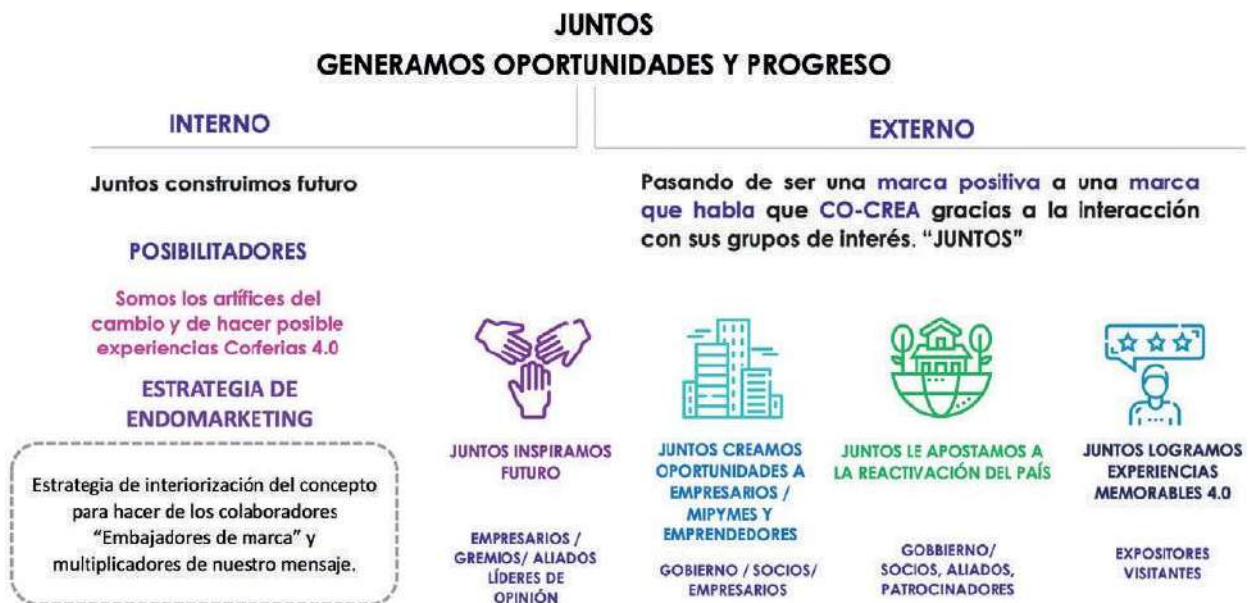 JUNTOS
GENERAMOS OPORTUNIDADES Y PROGRESO
INTERNO
Juntos construimos futuro
POSIBILITADORES
Somos los artífices del
cambio y de hacer posible
experiencias Corferias 4.0
ESTRATEGIA DE
ENDOMARKETING
Estrategia de interiorización del concepto
para hacer de los colaboradores
“Embajadores de marca” y
multiplicadores de nuestro mensaje.
EXTERNO
Pasando de ser una marca positiva a una marca
que habla que CO-CREA gracias a la interacción
con sus grupos de interés. “JUNTOS”
JUNTOS INSPIRAMOS
FUTURO
EMPRESARIOS /
GREMIOS/ ALIADOS
LÍDERES DE
OPINIÓN
JUNTOS CREAMOS
OPORTUNIDADES A
EMPRESARIOS /
MIPYMES Y
EMPRENDEDORES
GOBIERNO / SOCIOS/
EMPRESARIOS
JUNTOS LE APOSTAMOS A
LA REACTIVACIÓN DEL PAÍS
GOBBIERNO/
SOCIOS, ALIADOS,
PATROCINADORES
JUNTOS LOGRAMOS
EXPERIENCIAS
MEMORABLES 4.0
EXPOSITORES
VISITANTES